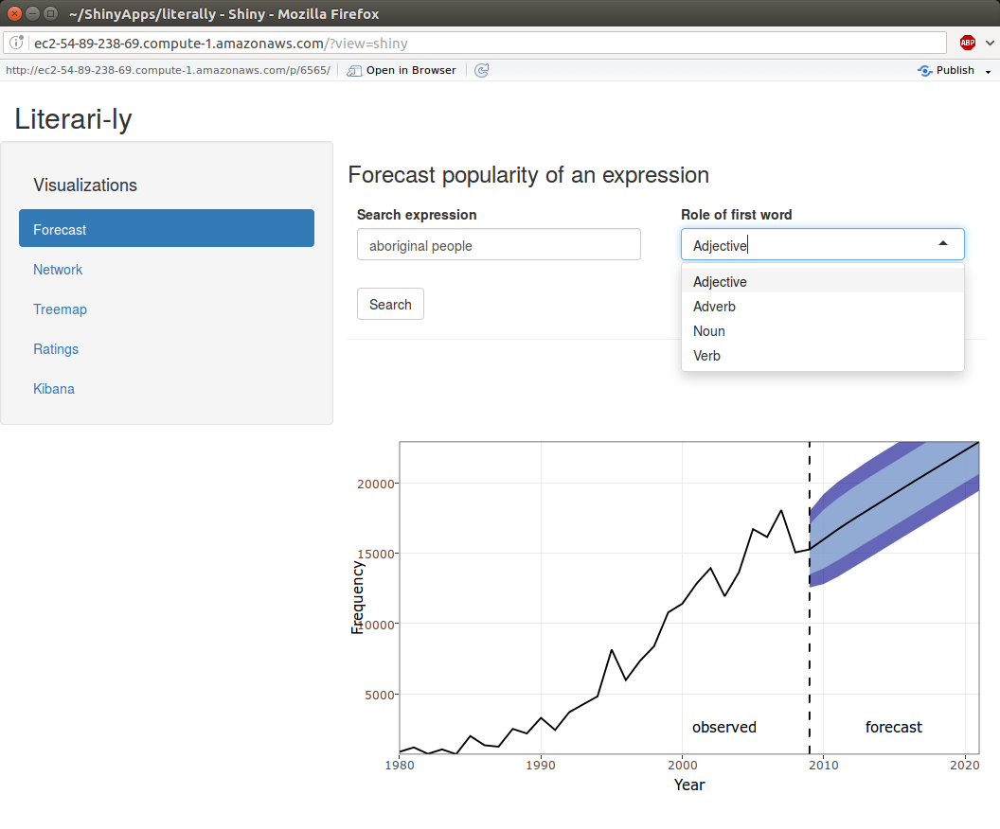 ~/ShinyApps/literally - Shiny - Mozilla Firefox
ec2-54-89-238-69.compute-1.amazonaws.com/?view=shiny
ABP
http://ec2-54-89-238-69.compute-1.amazonaws.com/p/6565/
Open in Browser
Publish
Literari-ly
Visualizations
Forecast
Network
Treemap
Ratings
Kibana
Forecast popularity of an expression
Search expression
aboriginal people
Role of first word
Adjective
Adjective
Adverb
Noun
Verb
Search
Frequency
20000
15000
10000
5000
observed
forecast
1980 1990 2000 2010 2020
Year